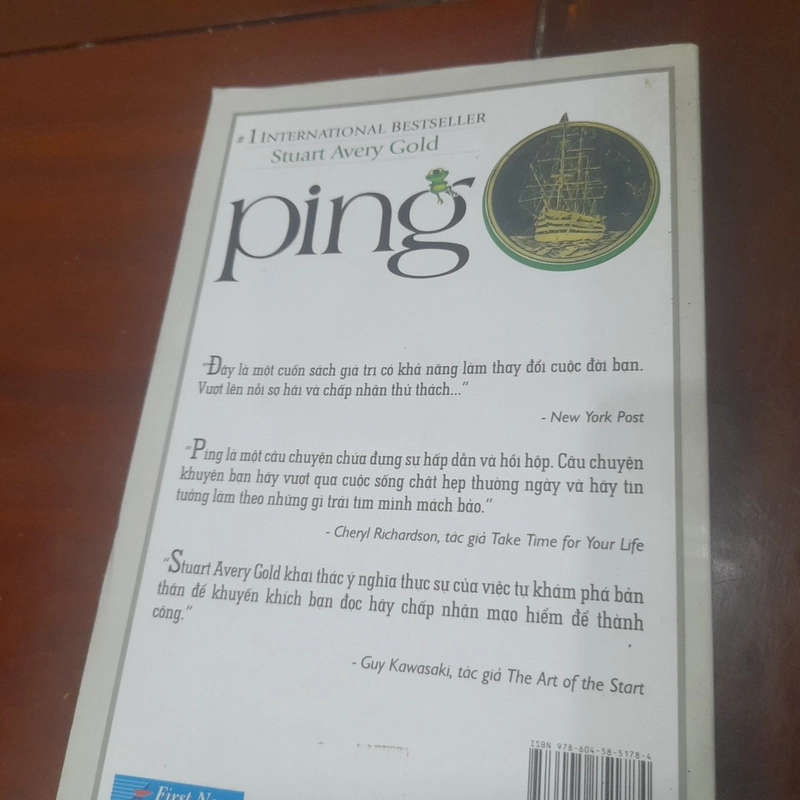 #1 INTERNATIONAL BESTSELLER
Stuart Avery Gold
ping
"Đây là một cuốn sách giá trị có khả năng làm thay đổi cuộc đời bạn.
Vượt lên nỗi sợ hãi và chấp nhận thử thách..."
- New York Post
"Ping là một câu chuyện chứa đựng sự hấp dẫn và hồi hộp. Câu chuyện
khuyên bạn hãy vượt qua cuộc sống chật hẹp thường ngày và hãy tin
tưởng làm theo những gì trái tim mình mách bảo."
- Cheryl Richardson, tác giả Take Time for Your Life
"Stuart Avery Gold khai thác ý nghĩa thực sự của việc tự khám phá bản
thân để khuyến khích bạn đọc hãy chấp nhận mạo hiểm để thành
công."
- Guy Kawasaki, tác giả The Art of the Start
ISBN 978-604-58-5178-4
First